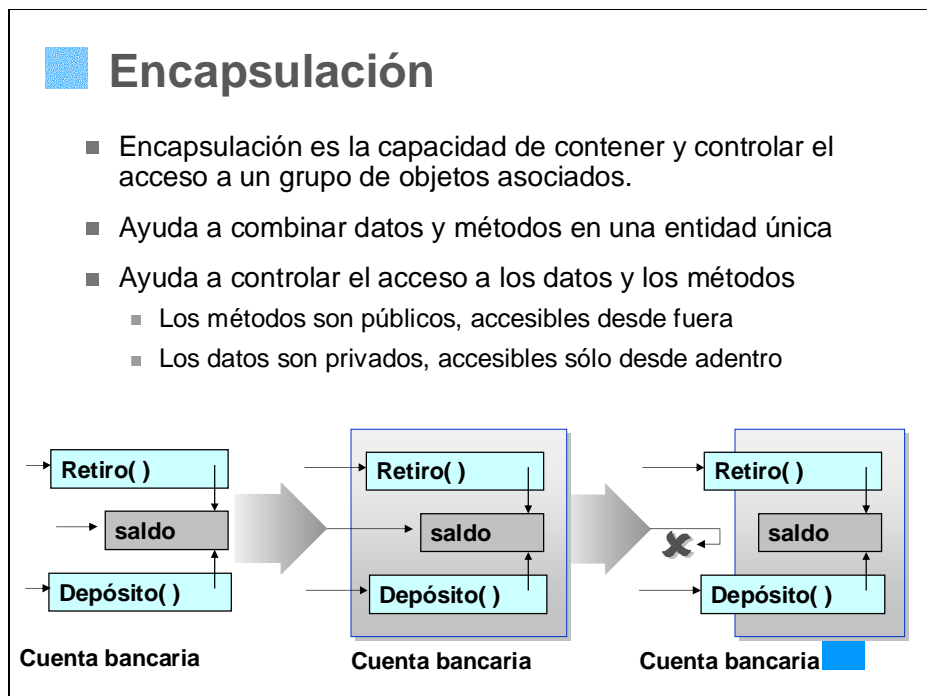 Encapsulación
Encapsulación es la capacidad de contener y controlar el
acceso a un grupo de objetos asociados.
Ayuda a combinar datos y métodos en una entidad única
Ayuda a controlar el acceso a los datos y los métodos
Los métodos son públicos, accesibles desde fuera
Los datos son privados, accesibles sólo desde adentro
Retiro( )
saldo
Depósito( )
Cuenta bancaria
Retiro( )
saldo
Depósito( )
Cuenta bancaria
Retiro( )
saldo
Depósito( )
Cuenta bancaria